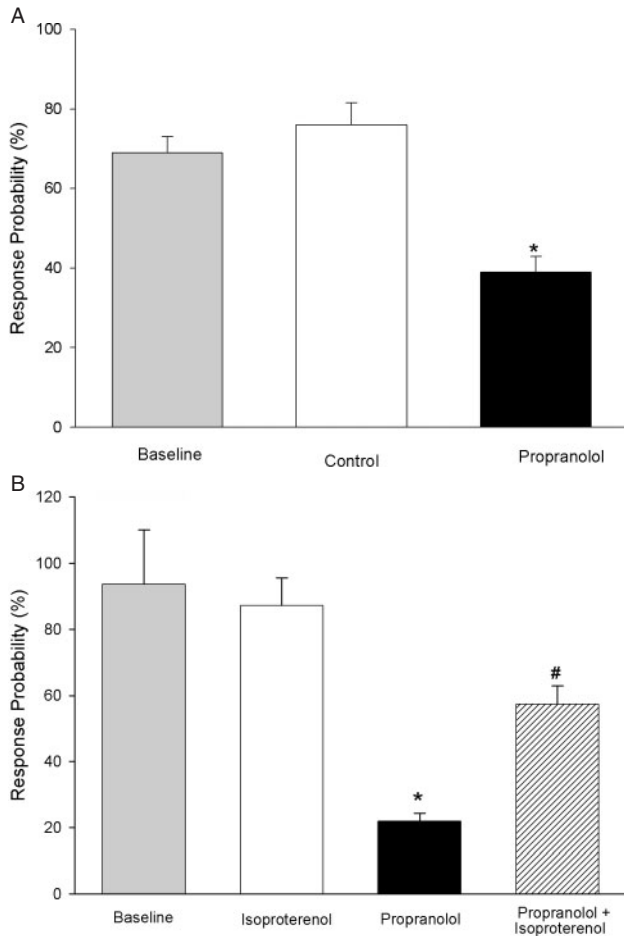 A
100
80
60
40
20
0
Response Probability (%)
*
Baseline
Control
Propranolol
B
120
100
80
60
40
20
0
Response Probability (%)
*
#
Baseline
Isoproterenol
Propranolol
Propranolol +
Isoproterenol